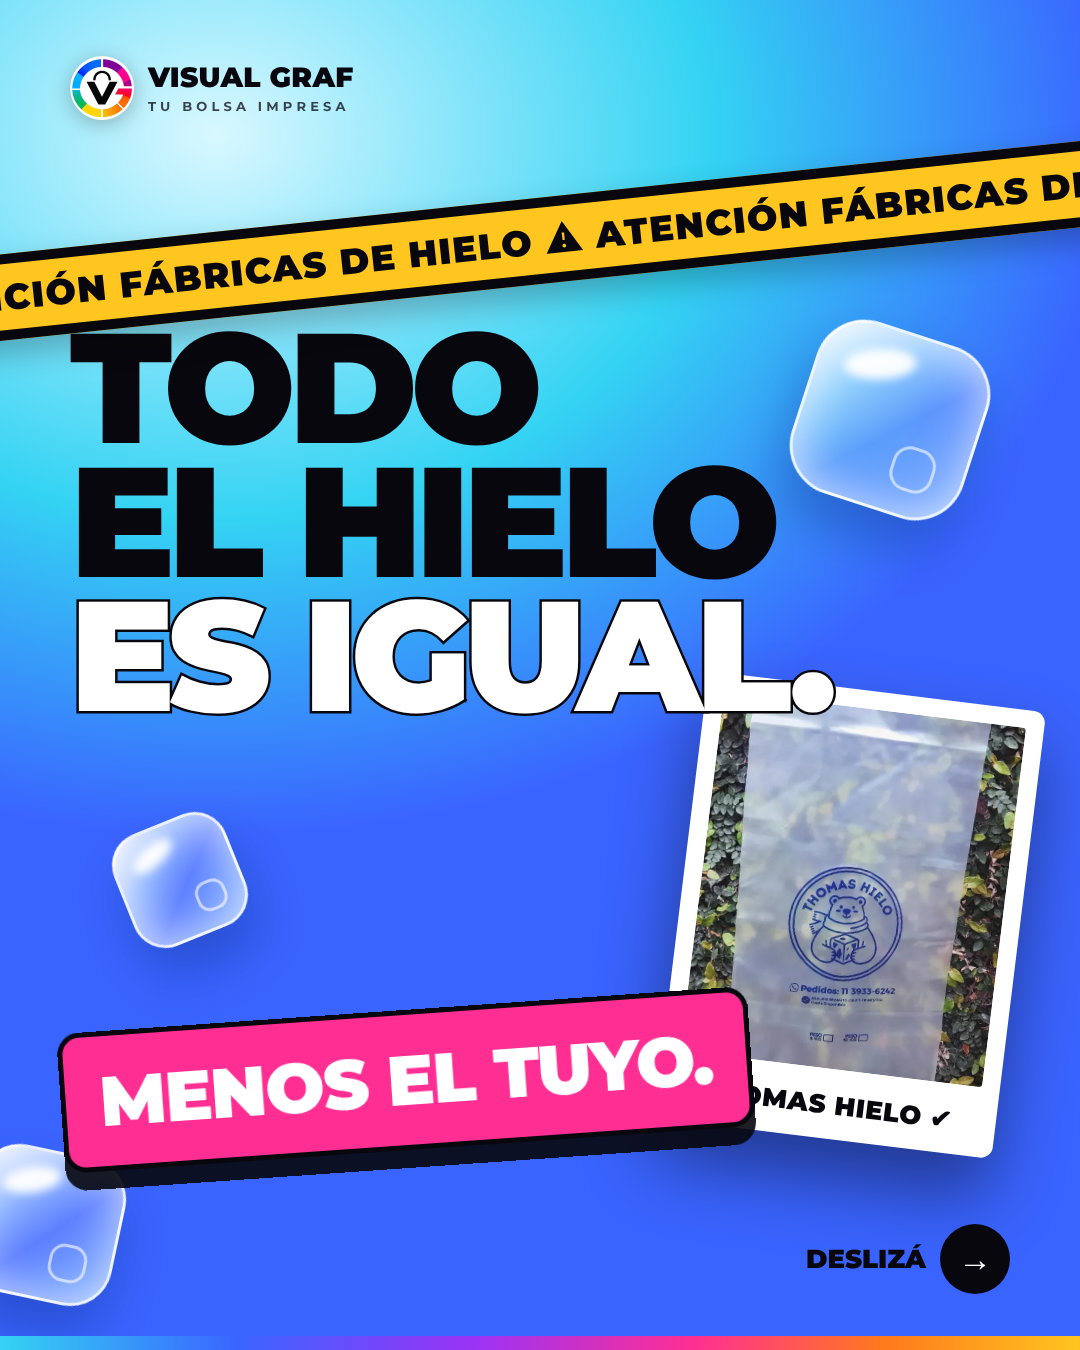 VISUAL GRAF
TU BOLSA IMPRESA
CIÓN FÁBRICAS DE HIELO ⚠ ATENCIÓN FÁBRICAS DE
TODO
EL HIELO
ES IGUAL.
THOMAS HIELO
Pedidos: 11 3933-6242
MENOS EL TUYO.
OMAS HIELO ✔
DESLIZÁ →